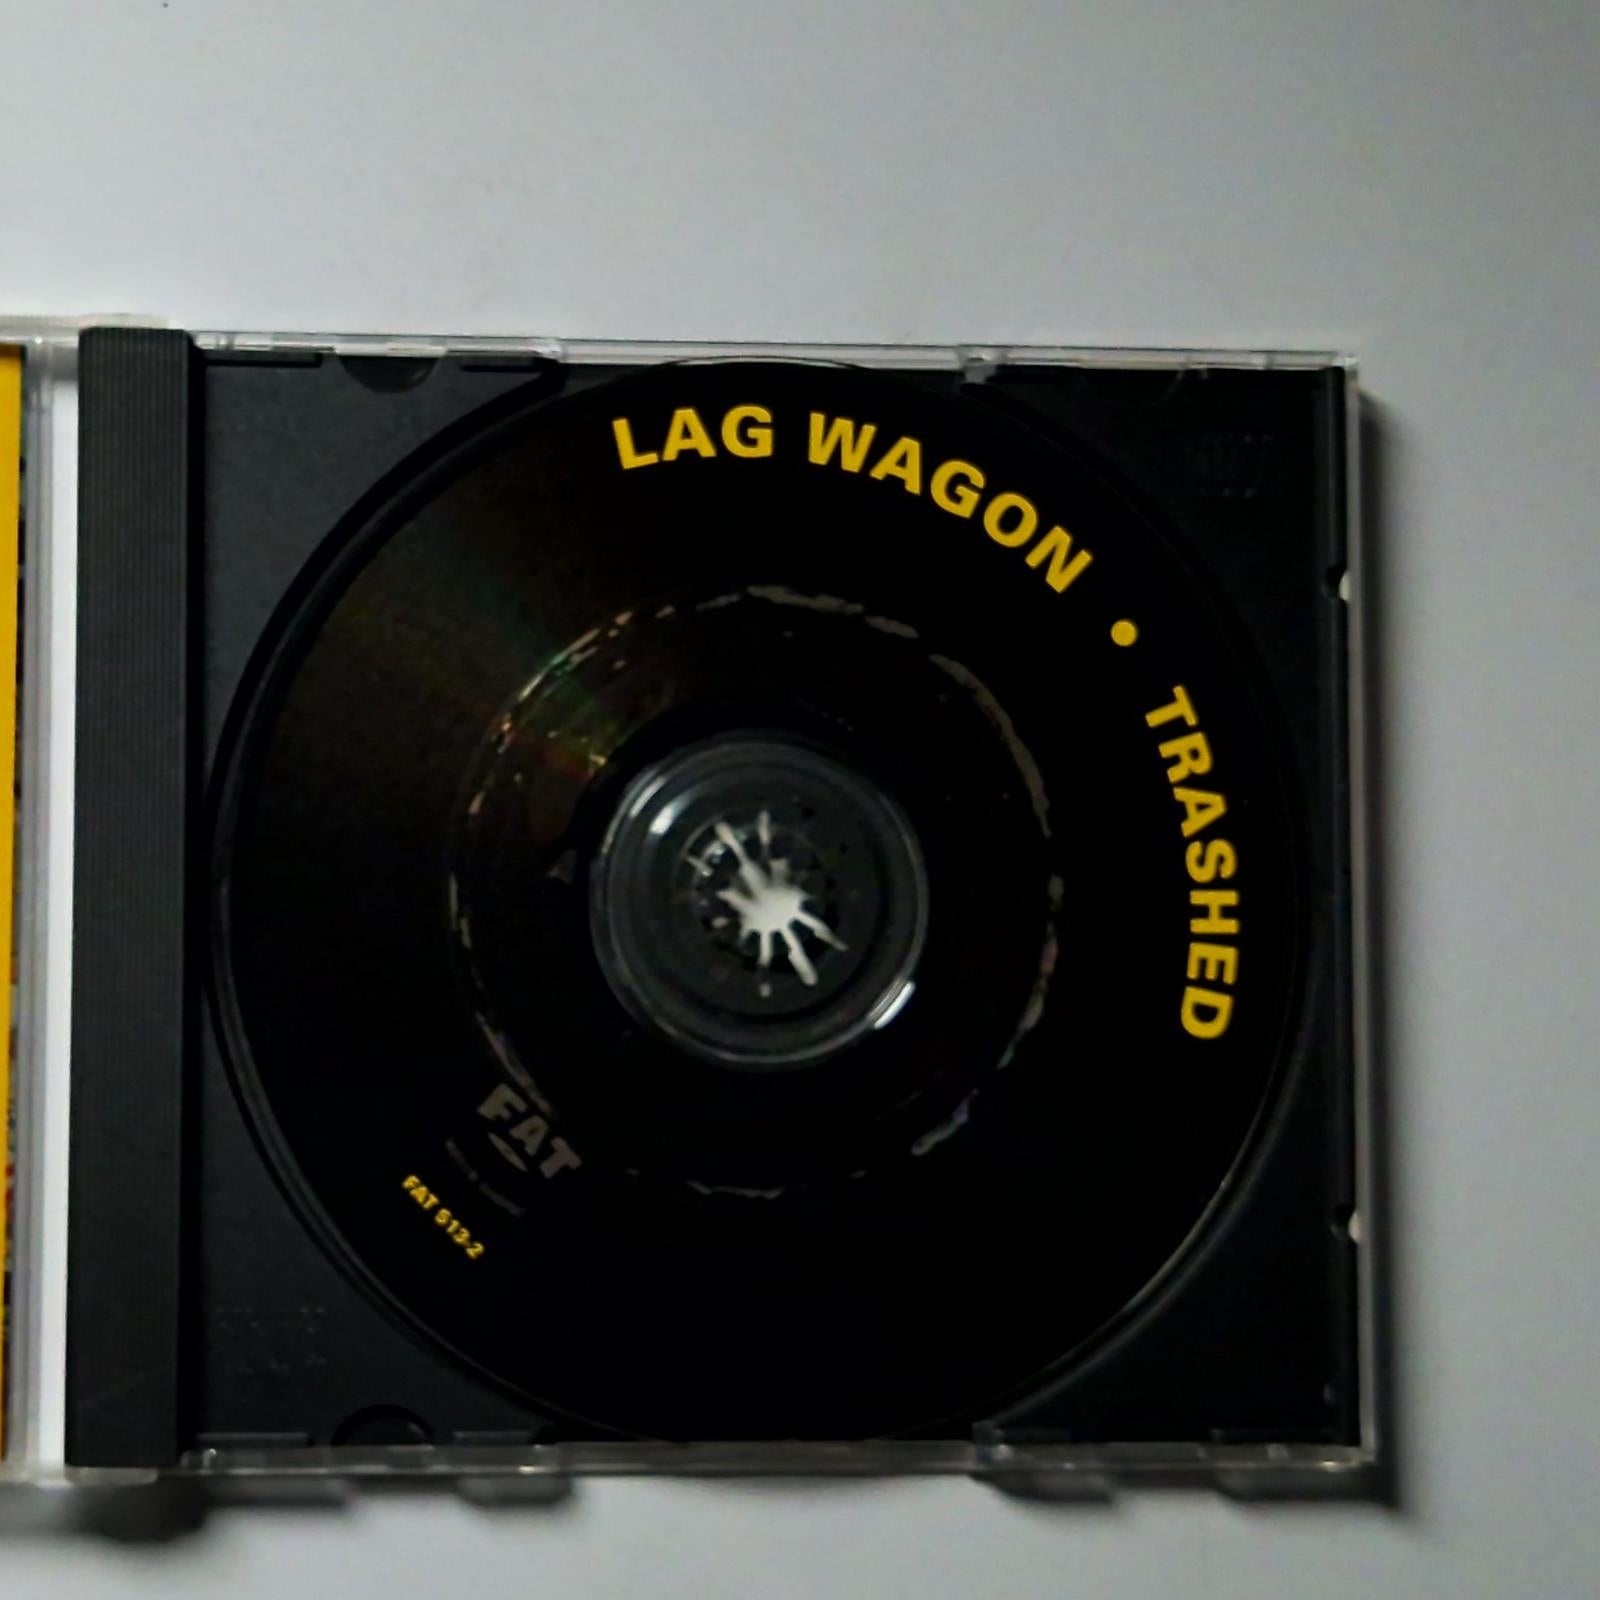 LAG WAGON • TRASHED
FAT
FAT 513-2